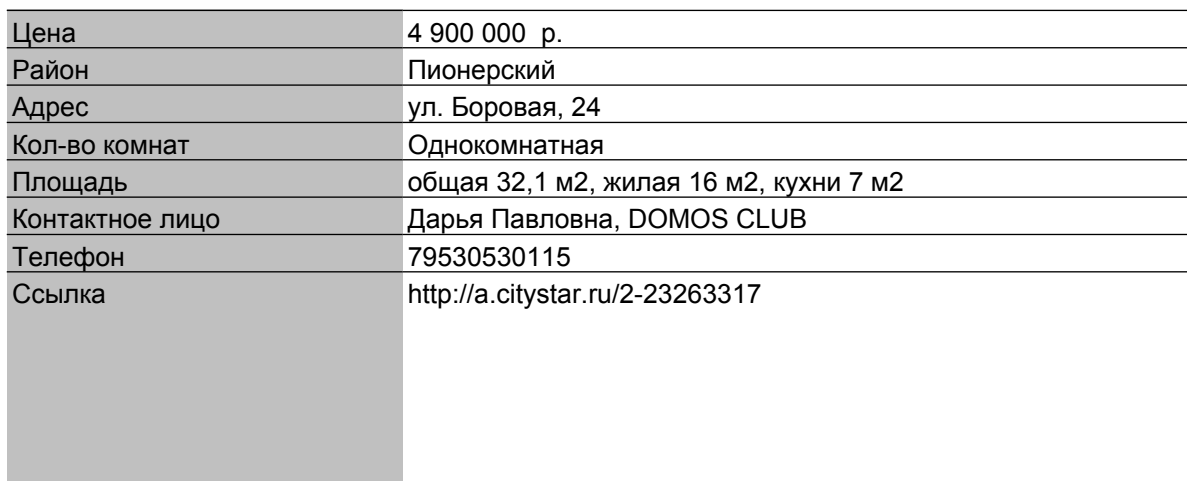 Цена 4 900 000 р.
Район Пионерский
Адрес ул. Боровая, 24
Кол-во комнат Однокомнатная
Площадь общая 32,1 м2, жилая 16 м2, кухни 7 м2
Контактное лицо Дарья Павловна, DOMOS CLUB
Телефон 79530530115
Ссылка http://a.citystar.ru/2-23263317